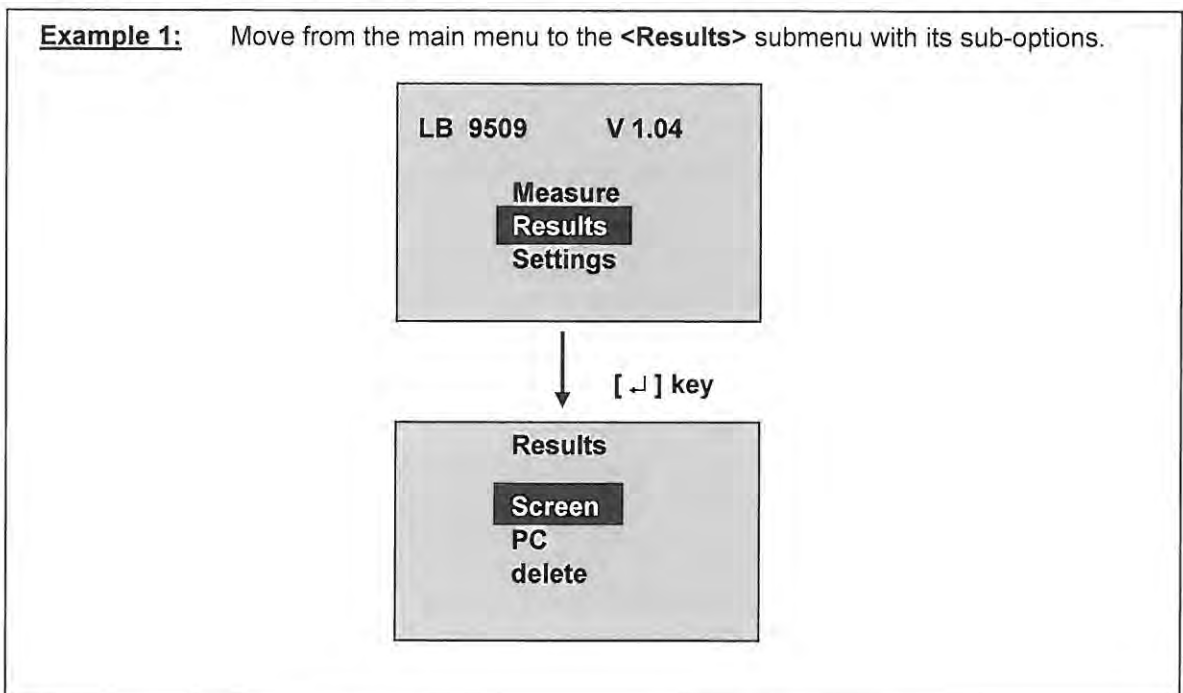 Example 1: Move from the main menu to the <Results> submenu with its sub-options.
LB 9509 V 1.04
Measure
Results
Settings
[ ↵ ] key
Results
Screen
PC
delete